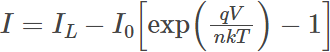 I = I_L − I_0 [exp(qV/nkT) − 1]